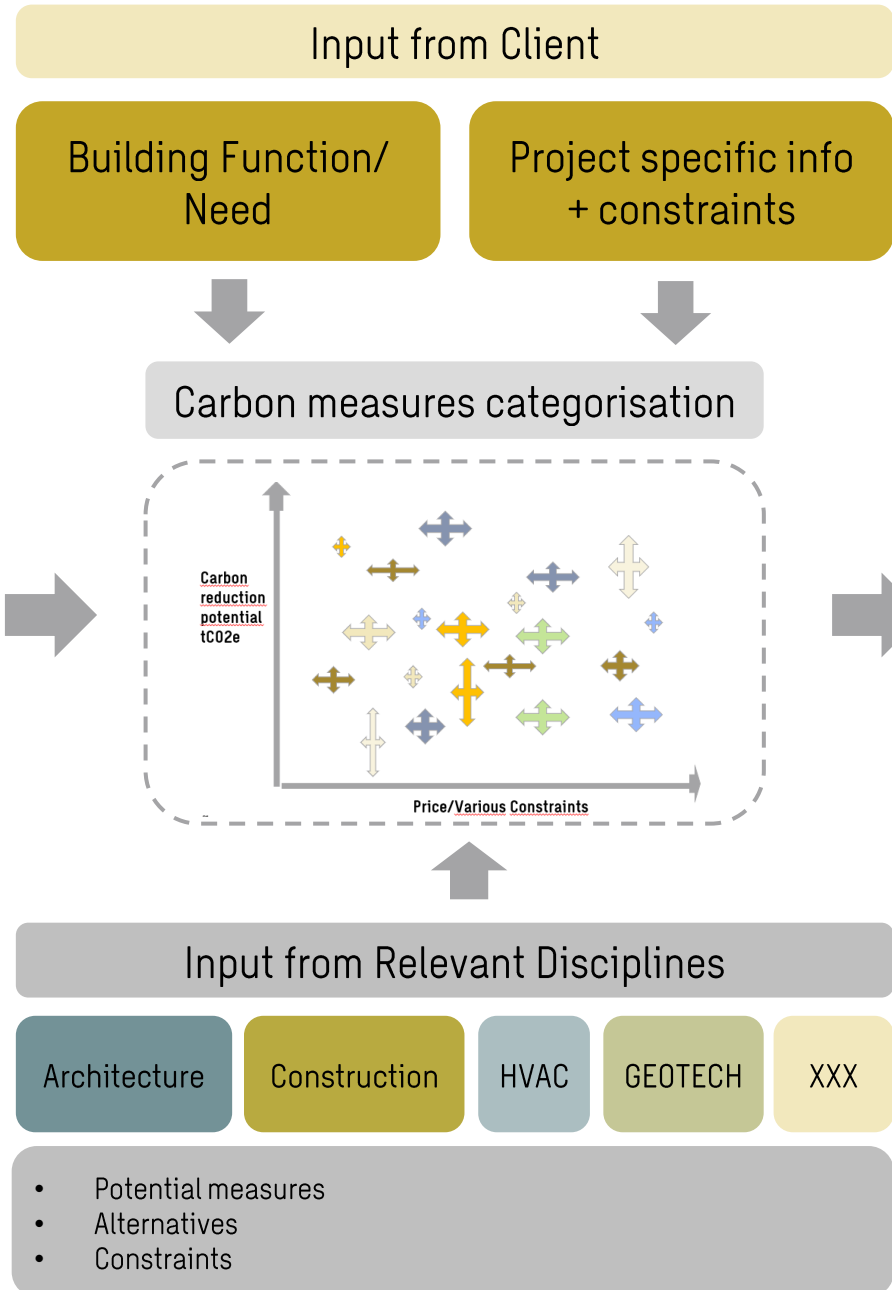 Input from Client
Building Function/
Need
Project specific info
+ constraints
Carbon measures categorisation
Carbon
reduction
potential
tCO2e
Price/Various Constraints
Input from Relevant Disciplines
Architecture
Construction
HVAC
GEOTECH
XXX
• Potential measures
• Alternatives
• Constraints